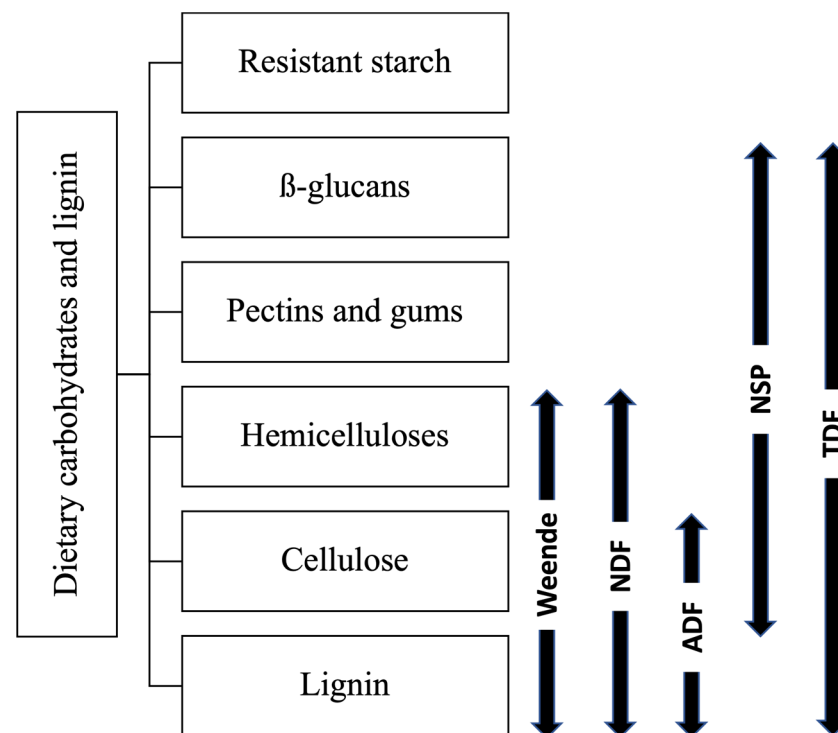 Dietary carbohydrates and lignin
Resistant starch
ß-glucans
Pectins and gums
Hemicelluloses
Cellulose
Lignin
Weende
NDF
ADF
NSP
TDF